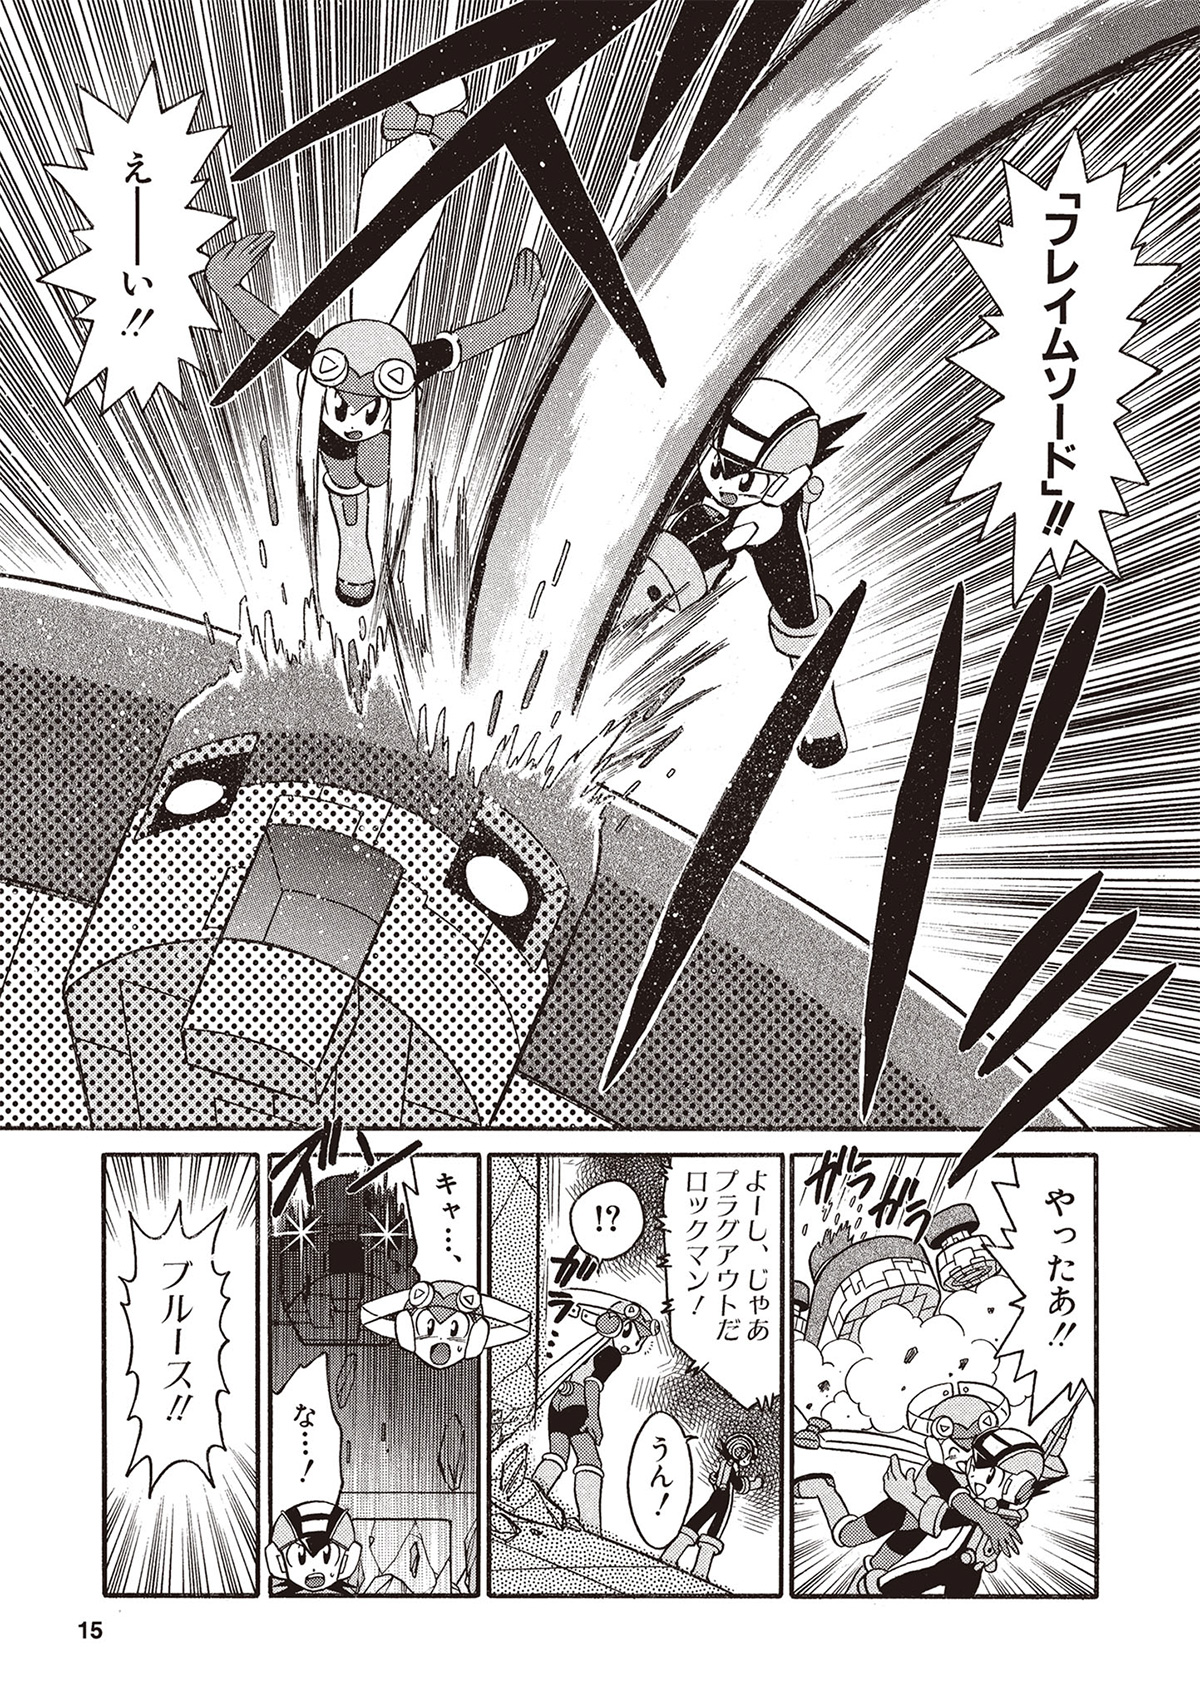 「フレイムソード」!!
えーーい!!
やったぁ!!
ガラガラ
よーし、じゃあ
プラグアウトだ
ロックマン!
うん!
!?
ガラ
キャ…、
ズン
な…!
ブルース!!
15